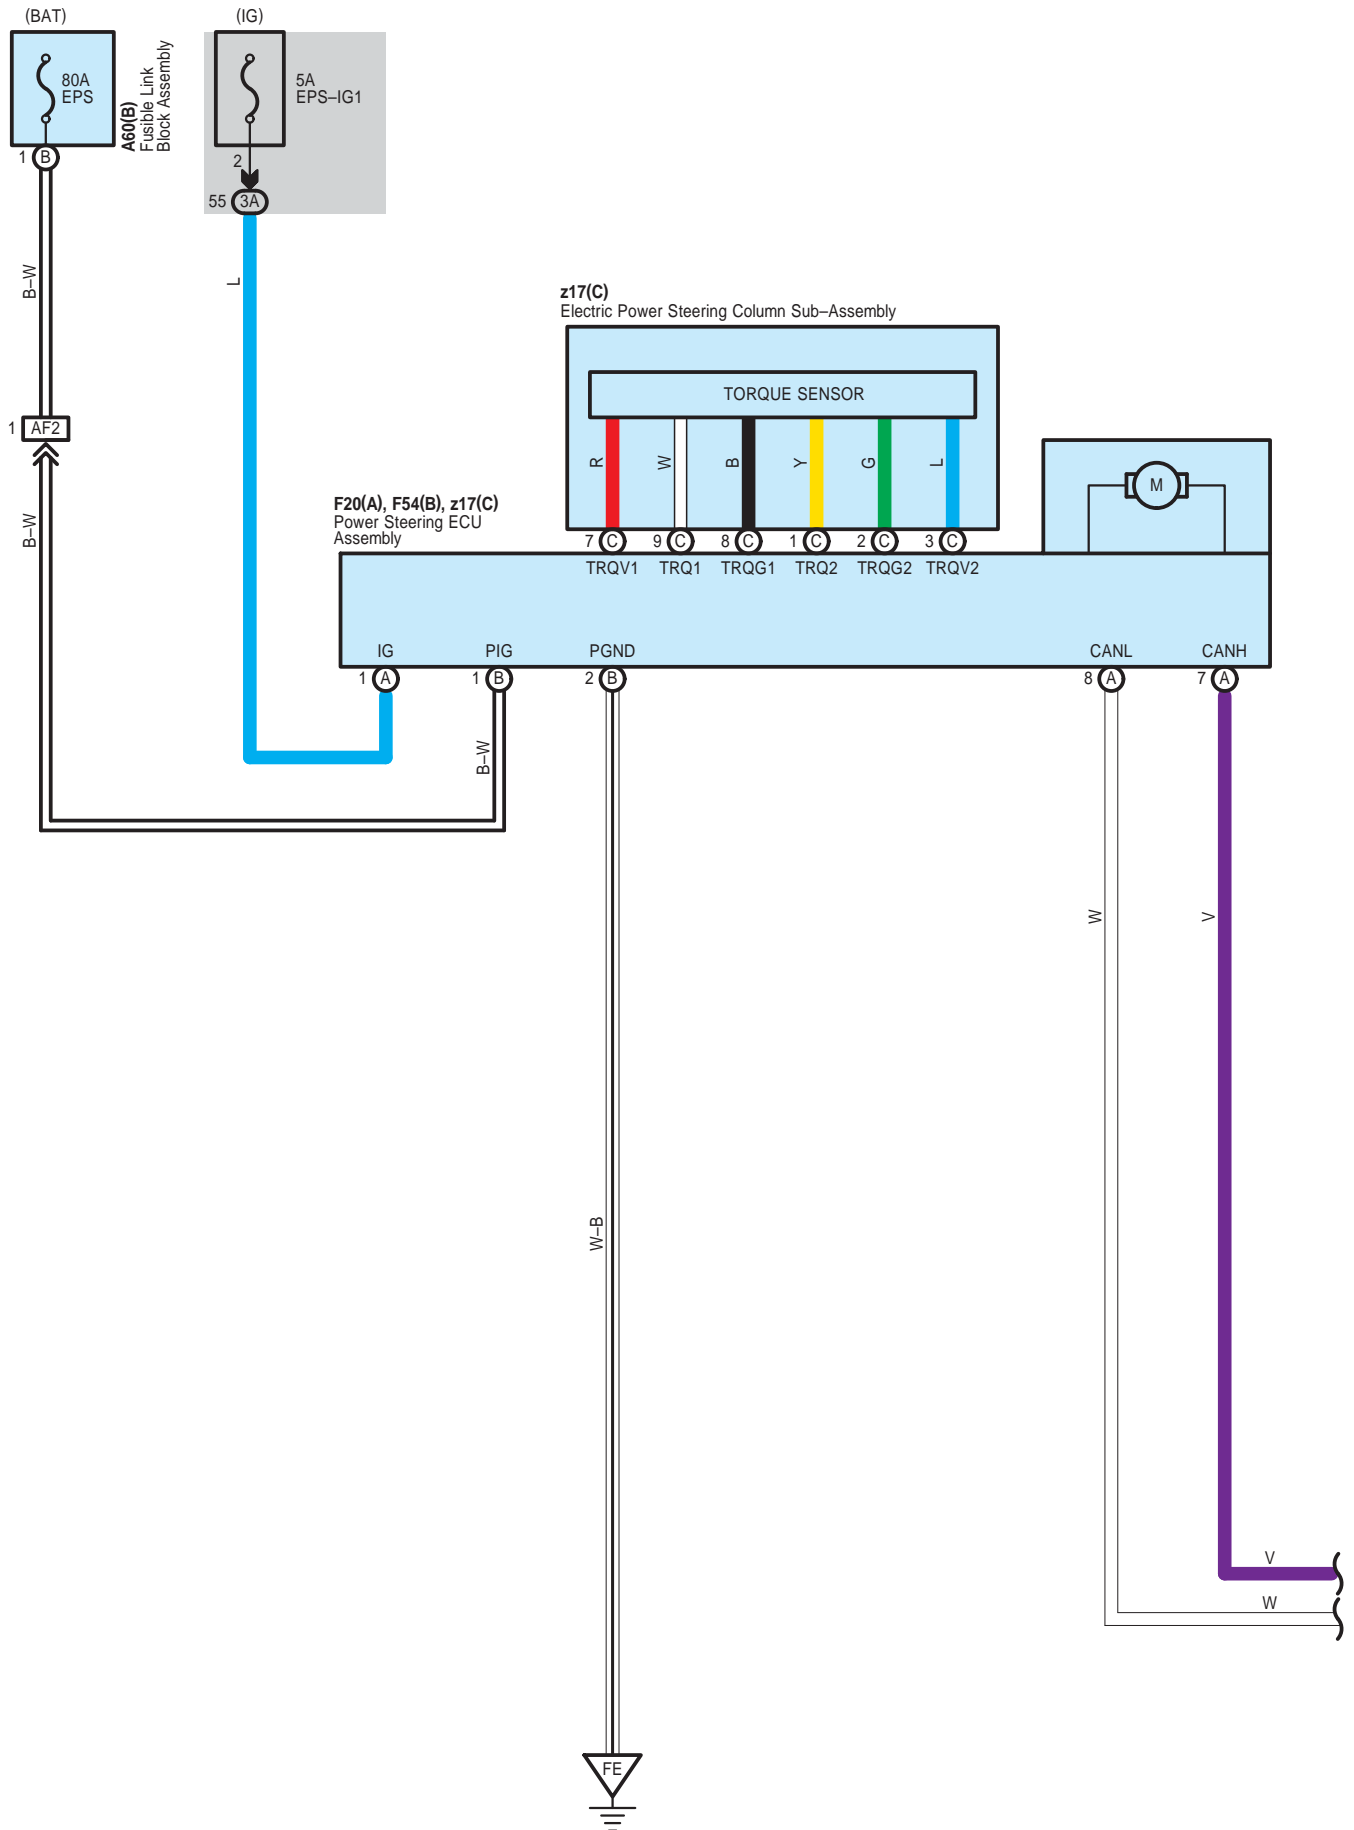 (BAT)
(IG)
80A
EPS
A60(B)
Fusible Link
Block Assembly
5A
EPS–IG1
1 B
2
55 3A
B–W
L
z17(C)
Electric Power Steering Column Sub–Assembly
TORQUE SENSOR
1 AF2
R
W
B
Y
G
L
M
F20(A), F54(B), z17(C)
Power Steering ECU
Assembly
B–W
7 C
9 C
8 C
1 C
2 C
3 C
TRQV1
TRQ1
TRQG1
TRQ2
TRQG2
TRQV2
IG
PIG
PGND
CANL
CANH
1 A
1 B
2 B
8 A
7 A
B–W
W
V
W–B
V
W
FE